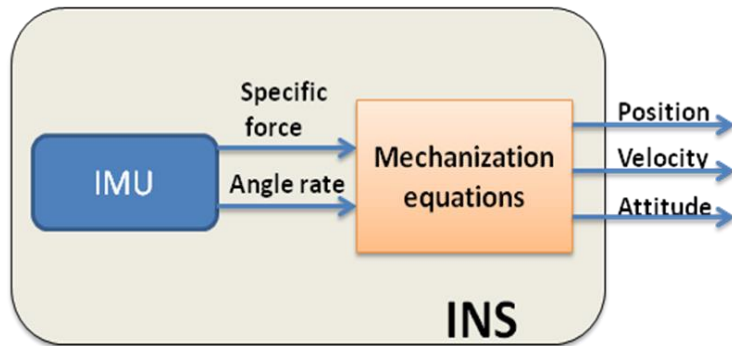 Specific
force
IMU
Angle rate
Mechanization
equations
Position
Velocity
Attitude
INS